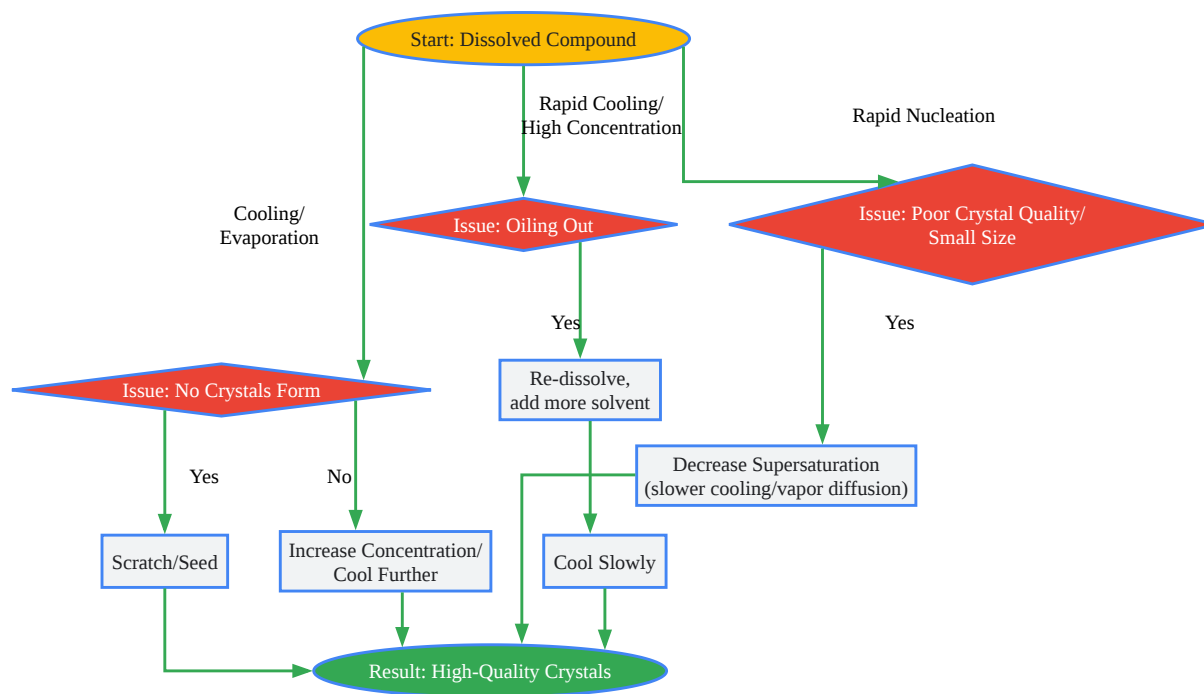 Start: Dissolved Compound
Rapid Cooling/
High Concentration
Rapid Nucleation
Cooling/
Evaporation
Issue: Oiling Out
Issue: Poor Crystal Quality/
Small Size
Yes
Yes
Issue: No Crystals Form
Re-dissolve,
add more solvent
Yes
No
Decrease Supersaturation
(slower cooling/vapor diffusion)
Scratch/Seed
Increase Concentration/
Cool Further
Cool Slowly
Result: High-Quality Crystals